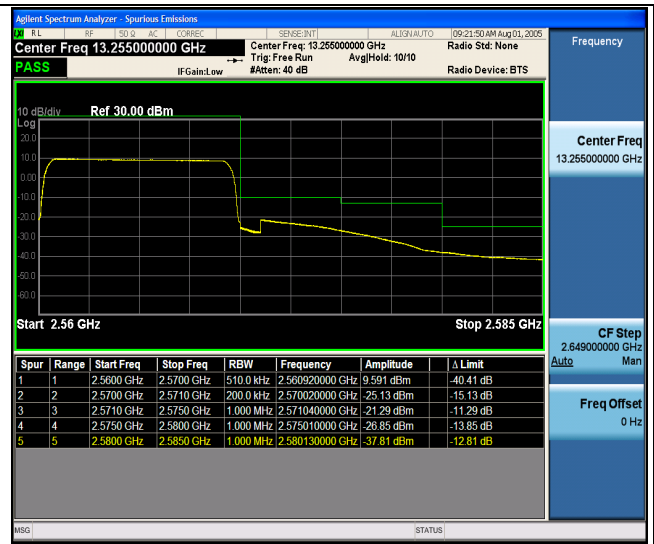 Agilent Spectrum Analyzer - Spurious Emissions
LXI RL RF 50 Ω AC CORREC SENSE:INT ALIGN AUTO 09:21:50 AM Aug 01, 2005
Center Freq 13.255000000 GHz
Center Freq: 13.255000000 GHz
Radio Std: None
Trig: Free Run Avg|Hold: 10/10
PASS
IFGain:Low
#Atten: 40 dB
Radio Device: BTS
10 dB/div Ref 30.00 dBm
Log
20.0
10.0
0.00
-10.0
-20.0
-30.0
-40.0
-50.0
-60.0
Start 2.56 GHz
Stop 2.585 GHz
Spur Range Start Freq Stop Freq RBW Frequency Amplitude Δ Limit
1 1 2.5600 GHz 2.5700 GHz 510.0 kHz 2.560920000 GHz 9.591 dBm -40.41 dB
2 2 2.5700 GHz 2.5710 GHz 200.0 kHz 2.570020000 GHz -25.13 dBm -15.13 dB
3 3 2.5710 GHz 2.5750 GHz 1.000 MHz 2.571040000 GHz -21.29 dBm -11.29 dB
4 4 2.5750 GHz 2.5800 GHz 1.000 MHz 2.575010000 GHz -26.85 dBm -13.85 dB
5 5 2.5800 GHz 2.5850 GHz 1.000 MHz 2.580130000 GHz -37.81 dBm -12.81 dB
Frequency
Center Freq
13.255000000 GHz
CF Step
2.649000000 GHz
Auto Man
Freq Offset
0 Hz
MSG
STATUS